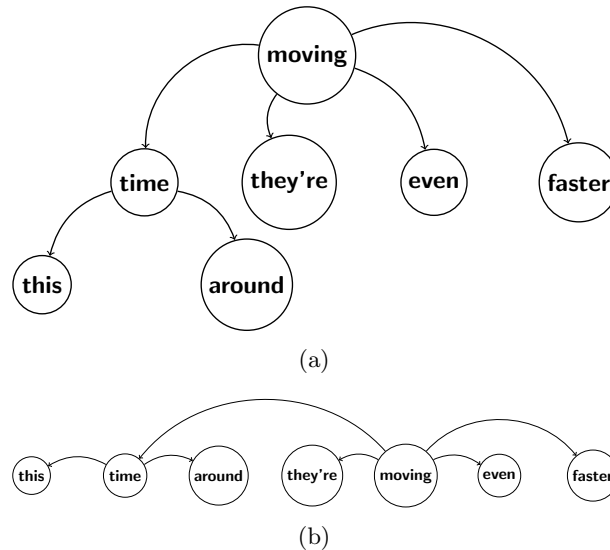 moving
time they're even faster
this around
(a)
this time around they're moving even faster
(b)